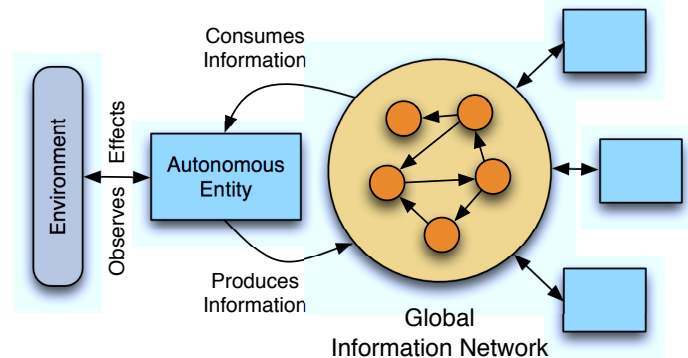 Environment
Observes
Effects
Autonomous
Entity
Consumes
Information
Produces
Information
Global
Information Network